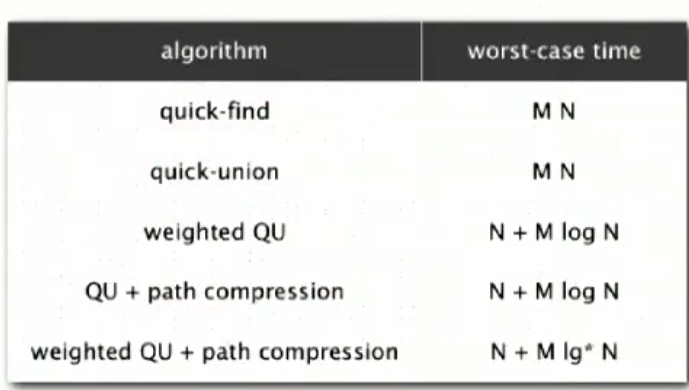 algorithm worst-case time
quick-find M N
quick-union M N
weighted QU N + M log N
QU + path compression N + M log N
weighted QU + path compression N + M lg* N